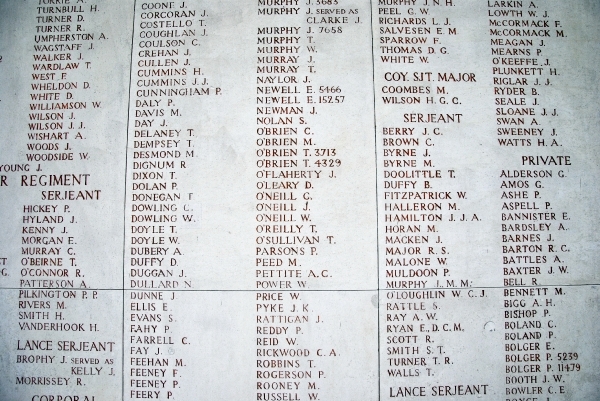 TURNBULL H.
TURNER D.
TURNER R.
UMPHERSTON A.
WAGSTAFF J.
WALKER J.
WARDLAW T.
WEST F.
WHELDON D.
WHITE D.
WILLIAMSON W.
WILSON J.
WILSON J.J.
WISHART A.
WOODS J.
WOODSIDE W.
YOUNG J.
REGIMENT
SERJEANT
HICKEY P.
HYLAND J.
KENNY J.
MORGAN E.
MURRAY C.
O'BEIRNE T.
O'CONNOR R.
PATTERSON A.
PILKINGTON P. P.
RIVERS M.
SMITH H.
VANDERHOOK H.
LANCE SERJEANT
BROPHY J. SERVED AS
KELLY J.
MORRISSEY R.
CORPORAL
COONE J.
CORCORAN J.
COSTELLO T.
COUGHLAN J.
COULSON C.
CREHAN J.
CULLEN J.
CUMMINS H.
CUMMINS J.J.
CUNNINGHAM P.
DALY P.
DAVIS M.
DAY J.
DELANEY T.
DEMPSEY T.
DESMOND M.
DIGNUM R.
DIXON T.
DOLAN P.
DONEGAN T.
DOWLING C.
DOWLING W.
DOYLE T.
DOYLE W.
DUBERY A.
DUFFY D.
DUGGAN J.
DULLARD N.
DUNNE J.
ELLIS E.
EVANS S.
FAHY P.
FARRELL C.
FAY J.
FEEHAN M.
FEENEY F.
FEENEY P.
FEERY P.
MURPHY J. 3683
MURPHY J. SERVED AS
CLARKE J.
MURPHY J. 7658
MURPHY T.
MURPHY W.
MURRAY J.
MURRAY T.
NAYLOR J.
NEWELL E. 5466
NEWELL E. 15257
NEWMAN J.
NOLAN S.
O'BRIEN C.
O'BRIEN M.
O'BRIEN T. 3713
O'BRIEN T. 4329
O'FLAHERTY J.
O'LEARY D.
O'NEILL C.
O'NEILL J.
O'NEILL W.
O'REILLY T.
O'SULLIVAN T.
PARSONS P.
PEED M.
PETTITE A. C.
POWER W.
PRICE W.
PYKE J. K.
RATTIGAN J.
REDDY P.
REID W.
RICKWOOD C. A.
ROBBINS T.
ROGERSON P.
ROONEY M.
RUSSELL W.
MURPHY J. N. H.
PEEL G. W.
RICHARDS L. J.
SALVESEN E. M.
SPARROW F.
THOMAS D. G.
WHITE W.
COY. SJT. MAJOR
COOMBES M.
WILSON H. G. C.
SERJEANT
BERRY J. C.
BROWN C.
BYRNE J.
BYRNE M.
DOOLITTLE T.
DUFFY B.
FITZPATRICK W.
HALLERON M.
HAMILTON J. J. A.
HORAN M.
MACKEN J.
MAJOR R. S.
MALONE W.
MULDOON P.
MURPHY J., M.M.
O'LOUGHLIN W. C. J.
RATTLE S.
RAY A. W.
RYAN E., D.C.M.
SCOTT R.
SMITH S. T.
TURNER T. R.
WALLS T.
LANCE SERJEANT
LARKIN A.
LOWTH W. J.
McCORMACK F.
McCORMACK M.
MEAGAN J.
MEARNS P.
O'KEEFFE J.
PLUNKETT H.
RIGLAR J. J.
RYDER B.
SEALE J.
SLOANE J. J.
SWAN A.
SWEENEY J.
WATTS H. A.
PRIVATE
ALDERSON G.
AMOS G.
ASHE P.
ASPELL P.
BANNISTER E.
BARDSLEY A.
BARNES J.
BARTON R. C.
BATTLES A.
BAXTER J. W.
BELL R.
BENNETT M.
BIGG A. H.
BISHOP P.
BOLAND C.
BOLAND P.
BOLGER E.
BOLGER P. 5239
BOLGER P. 11479
BOOTH J. W.
BOWLER C. E.